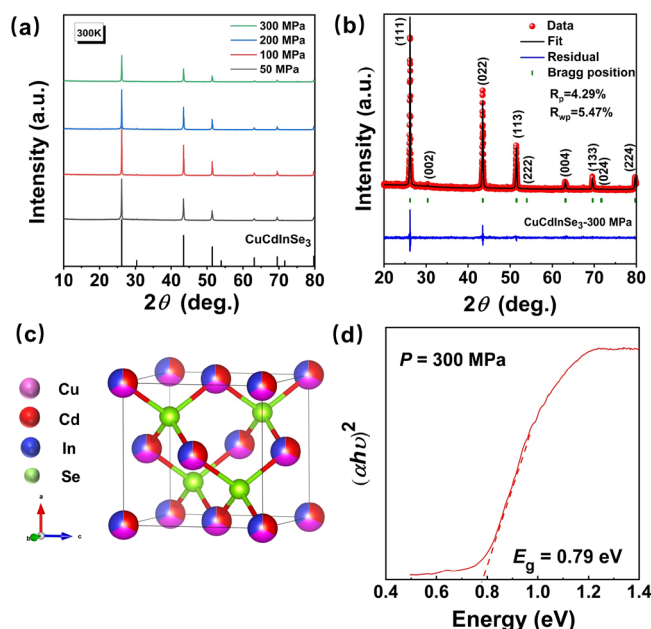 (a)
300K
300 MPa
200 MPa
100 MPa
50 MPa
Intensity (a.u.)
CuCdInSe₃
10 20 30 40 50 60 70 80
2θ (deg.)
(b)
Data
Fit
Residual
Bragg position
Rₚ=4.29%
R_wp=5.47%
(111)
(002)
(022)
(113)
(222)
(004)
(133)
(024)
(224)
Intensity (a.u.)
CuCdInSe₃-300 MPa
20 30 40 50 60 70 80
2θ (deg.)
(c)
Cu
Cd
In
Se
a
b
c
(d)
P = 300 MPa
(αhυ)²
E_g = 0.79 eV
0.4 0.6 0.8 1.0 1.2 1.4
Energy (eV)